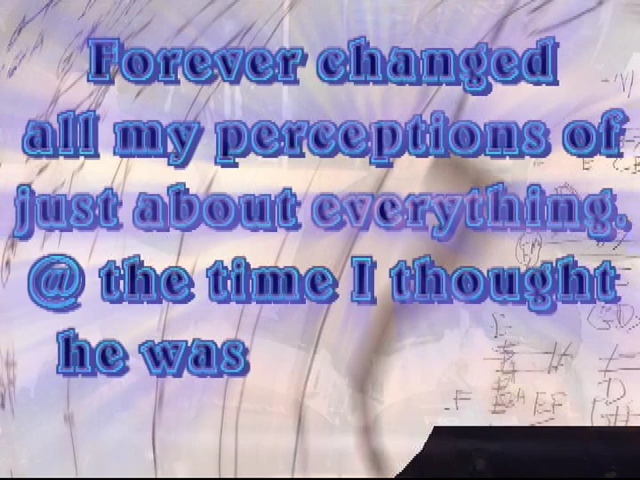 Forever changed
all my perceptions of
just about everything.
@ the time I thought
he was